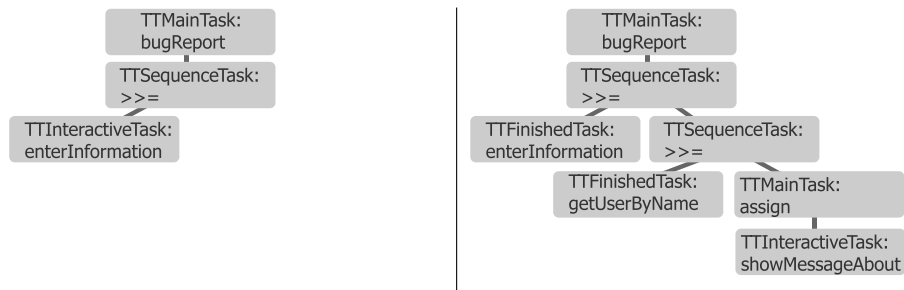 TTMainTask:
bugReport
TTSequenceTask:
>>=
TTInteractiveTask:
enterInformation
TTMainTask:
bugReport
TTSequenceTask:
>>=
TTFinishedTask:
enterInformation
TTSequenceTask:
>>=
TTFinishedTask:
getUserByName
TTMainTask:
assign
TTInteractiveTask:
showMessageAbout